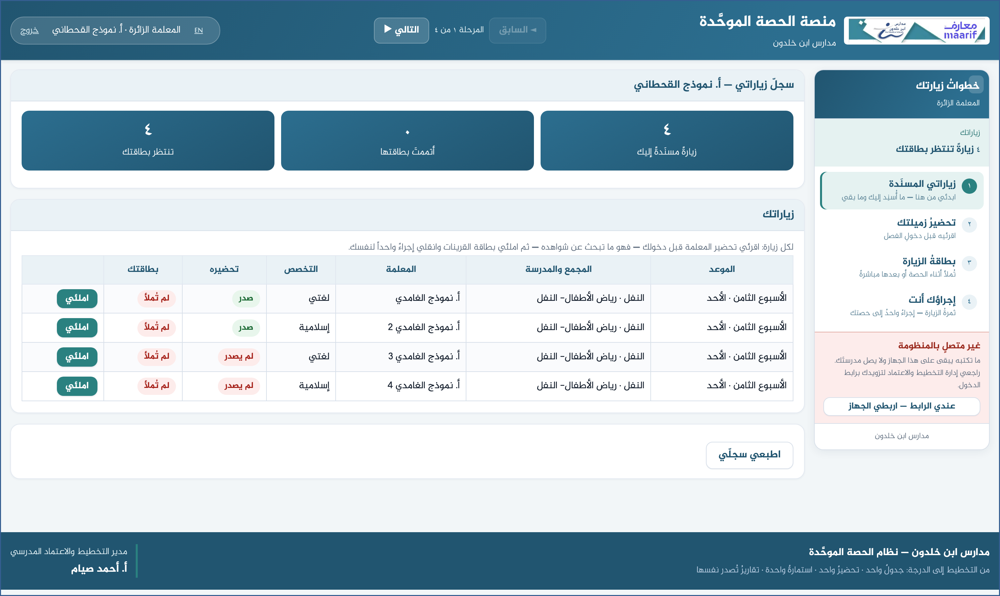 معارف
maarif
مدارس
ابن خلدون
Ibn Khaldun Schools
منصة الحصة الموحَّدة
مدارس ابن خلدون
◄ السابق
المرحلة ١ من ٤
التالي ▶
EN
المعلمة الزائرة · أ. نموذج القحطاني
خروج
خطواتُ زيارتك
المعلمة الزائرة
زياراتك
٤ زيارةً تنتظر بطاقتك
١
زياراتي المسنَدة
ابدئي من هنا — ما أُسنِد إليك وما بقي
٢
تحضيرُ زميلتك
اقرئيه قبل دخولِ الفصل
٣
بطاقةُ الزيارة
تُملأ أثناء الحصة أو بعدها مباشرةً
٤
إجراؤك أنت
ثمرةُ الزيارة — إجراءٌ واحدٌ إلى حصتك
غير متصلٍ بالمنظومة
ما تكتبه يبقى على هذا الجهاز ولا يصل مدرستَك.
راجعي إدارة التخطيط والاعتماد لتزويدك برابط
الدخول.
عندي الرابط — اربطي الجهاز
مدارس ابن خلدون
سجلّ زياراتي — أ. نموذج القحطاني
٤
زيارةً مسنَدةً إليك
٠
أتممتَ بطاقتها
٤
تنتظر بطاقتك
زياراتك
لكل زيارة: اقرئي تحضير المعلمة قبل دخولك — فهو ما تبحث عن شواهده — ثم املئي بطاقة القرينات وانقلي إجراءً واحداً لنفسك.
الموعد المجمع والمدرسة المعلمة التخصص تحضيره بطاقتك
الأسبوع الثامن · الأحد النفل · رياض الأطفال- النفل أ. نموذج الغامدي لغتي صدر لم تُملأ املئي
الأسبوع الثامن · الأحد النفل · رياض الأطفال- النفل أ. نموذج الغامدي 2 إسلامية صدر لم تُملأ املئي
الأسبوع الثامن · الأحد النفل · رياض الأطفال- النفل أ. نموذج الغامدي 3 لغتي لم يصدر لم تُملأ املئي
الأسبوع الثامن · الأحد النفل · رياض الأطفال- النفل أ. نموذج الغامدي 4 إسلامية لم يصدر لم تُملأ املئي
اطبعي سجلّي
مدارس ابن خلدون — نظام الحصة الموحَّدة
من التخطيط إلى الدرجة: جدولٌ واحد · تحضيرٌ واحد · استمارةٌ واحدة · تقاريرُ تُصدر نفسها
مدير التخطيط والاعتماد المدرسي
أ. أحمد صيام